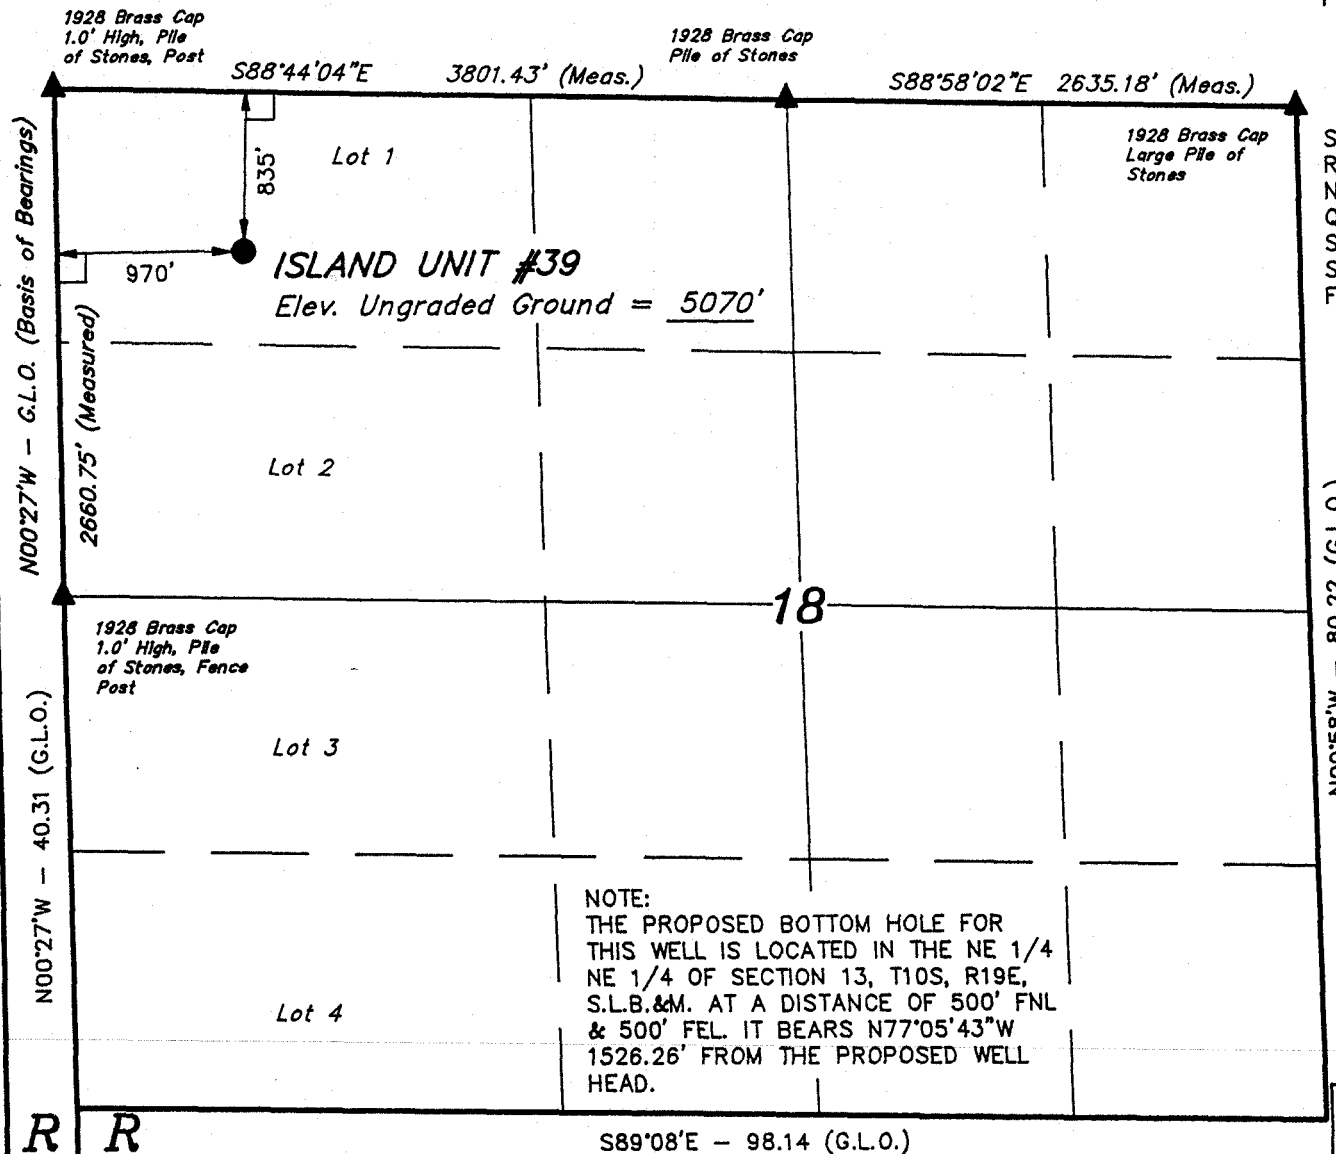 1928 Brass Cap
1.0' High, Pile
of Stones, Post
S88°44'04"E 3801.43' (Meas.)
1928 Brass Cap
Pile of Stones
S88°58'02"E 2635.18' (Meas.)
1928 Brass Cap
Large Pile of
Stones
N00°27'W – G.L.O. (Basis of Bearings)
2660.75' (Measured)
835'
Lot 1
970'
ISLAND UNIT #39
Elev. Ungraded Ground = 5070'
Lot 2
18
1928 Brass Cap
1.0' High, Pile
of Stones, Fence
Post
N00°27'W – 40.31 (G.L.O.)
Lot 3
N00°58'W – 80.22 (G.L.O.)
Lot 4
NOTE:
THE PROPOSED BOTTOM HOLE FOR
THIS WELL IS LOCATED IN THE NE 1/4
NE 1/4 OF SECTION 13, T10S, R19E,
S.L.B.&M. AT A DISTANCE OF 500' FNL
& 500' FEL. IT BEARS N77°05'43"W
1526.26' FROM THE PROPOSED WELL
HEAD.
R R
S89°08'E – 98.14 (G.L.O.)
S
R
N
S
S
F